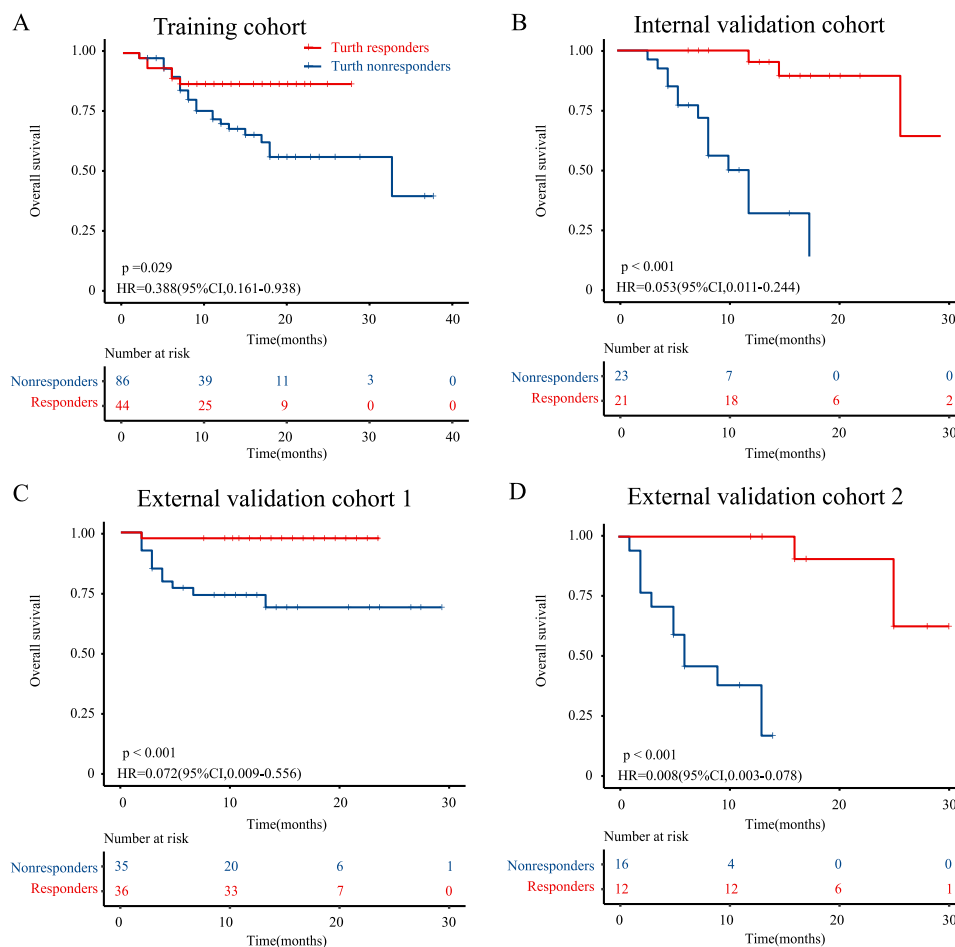 A
Training cohort
Turth responders
Turth nonresponders
1.00
0.75
0.50
0.25
0
Overall suvivall
p =0.029
HR=0.388(95%CI,0.161-0.938)
0 10 20 30 40
Time(months)
Number at risk
Nonresponders 86 39 11 3 0
Responders 44 25 9 0 0
0 10 20 30 40
Time(months)
B
Internal validation cohort
1.00
0.75
0.50
0.25
0
Overall suvivall
p < 0.001
HR=0.053(95%CI,0.011-0.244)
0 10 20 30
Time(months)
Number at risk
Nonresponders 23 7 0 0
Responders 21 18 6 2
0 10 20 30
Time(months)
C
External validation cohort 1
1.00
0.75
0.50
0.25
0
Overall suvivall
p < 0.001
HR=0.072(95%CI,0.009-0.556)
0 10 20 30
Time(months)
Number at risk
Nonresponders 35 20 6 1
Responders 36 33 7 0
0 10 20 30
Time(months)
D
External validation cohort 2
1.00
0.75
0.50
0.25
0
Overall suvivall
p < 0.001
HR=0.008(95%CI,0.003-0.078)
0 10 20 30
Time(months)
Number at risk
Nonresponders 16 4 0 0
Responders 12 12 6 1
0 10 20 30
Time(months)